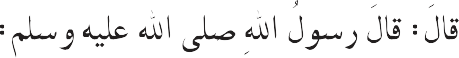 قالَ : قالَ رسولُ اللهِ صلى الله عليه وسلم :